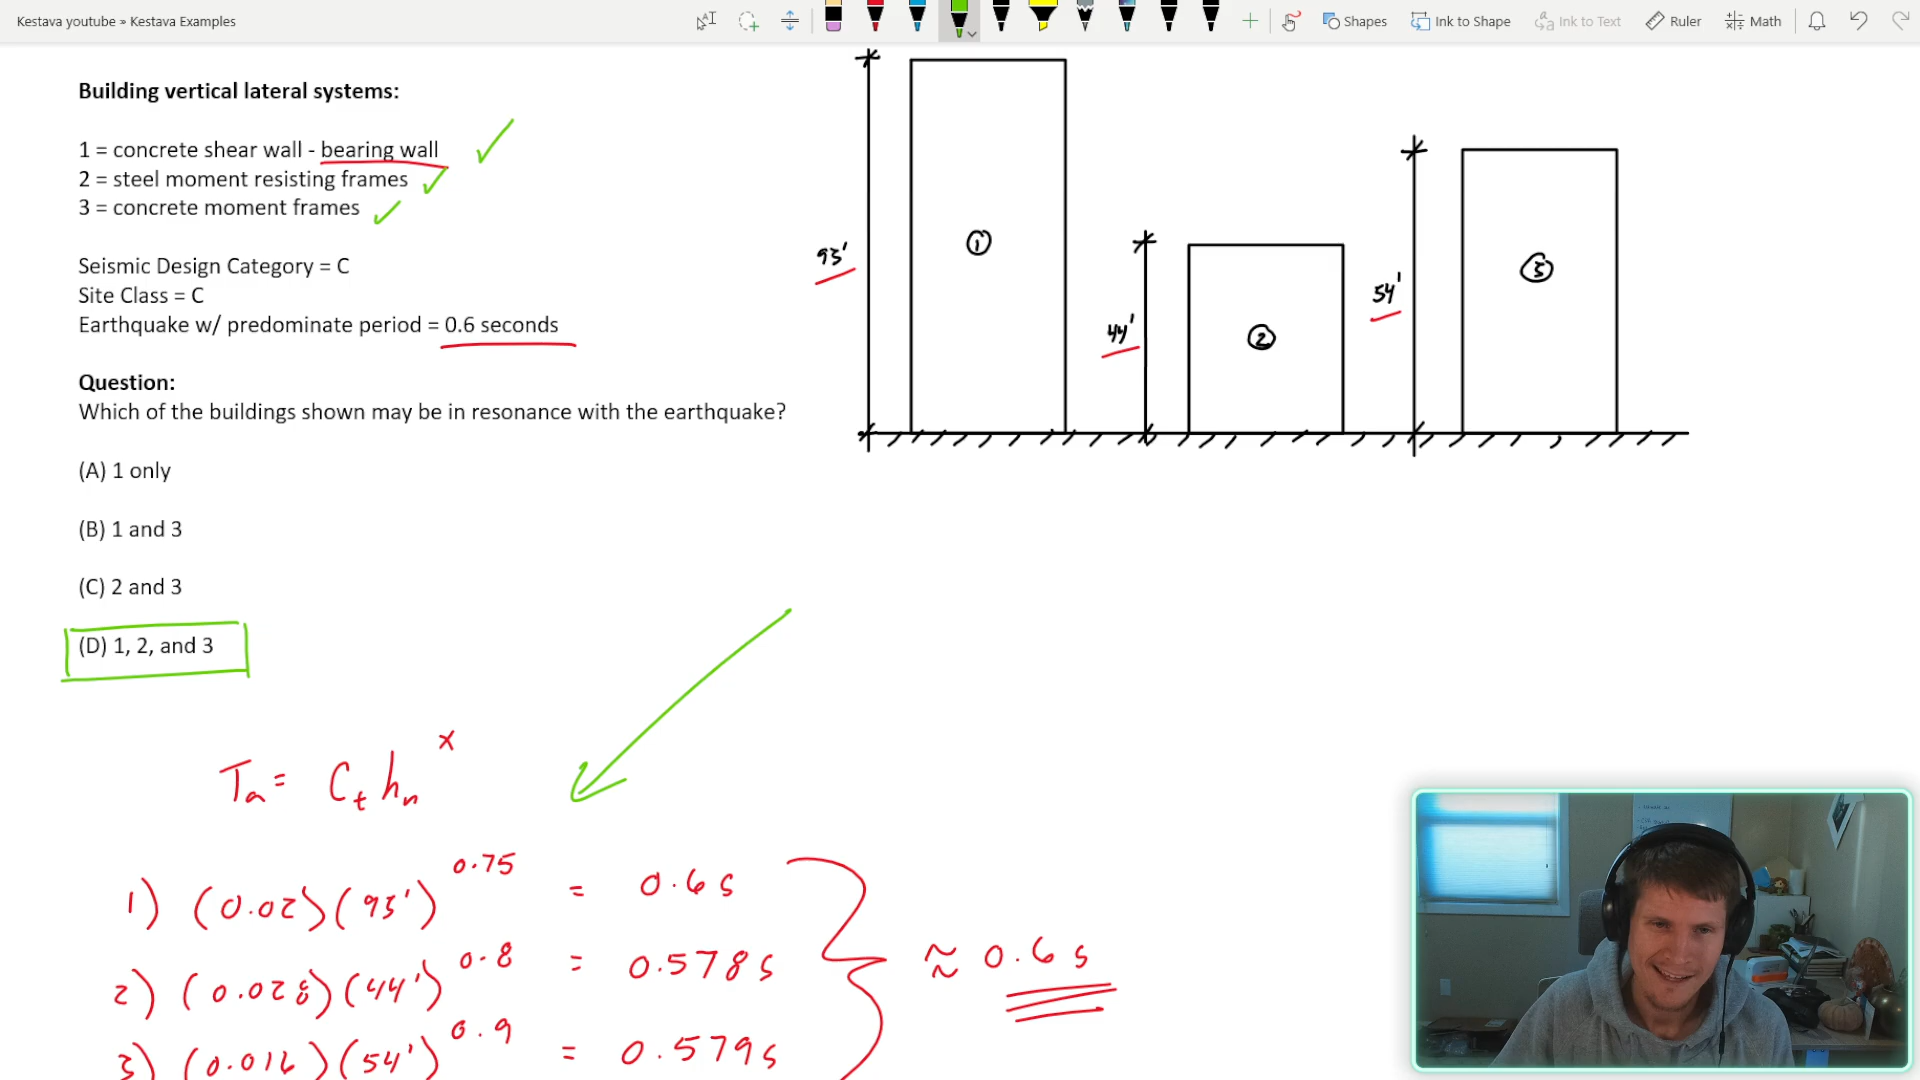 Kestava youtube » Kestava Examples
Shapes
Ink to Shape
Ink to Text
Ruler
Math
Building vertical lateral systems:
1 = concrete shear wall - bearing wall
2 = steel moment resisting frames
3 = concrete moment frames
Seismic Design Category = C
Site Class = C
Earthquake w/ predominate period = 0.6 seconds
Question:
Which of the buildings shown may be in resonance with the earthquake?
(A) 1 only
(B) 1 and 3
(C) 2 and 3
(D) 1, 2, and 3
93'
1
44'
2
54'
3
Ta = Ct hn^x
1) (0.02)(93')^0.75 = 0.6 s
2) (0.028)(44')^0.8 = 0.578 s
3) (0.016)(54')^0.9 = 0.579 s
≈ 0.6 s